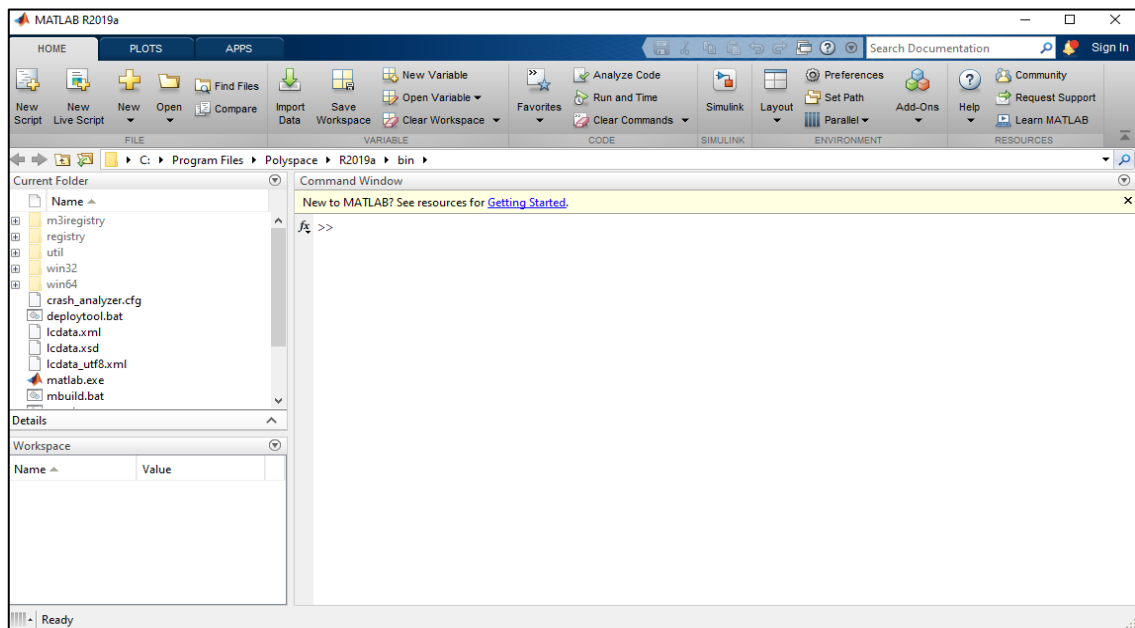 MATLAB R2019a
HOME PLOTS APPS
Search Documentation
Sign In
New Script
New Live Script
New
Open
Find Files
Compare
FILE
Import Data
Save Workspace
New Variable
Open Variable
Clear Workspace
VARIABLE
Favorites
Analyze Code
Run and Time
Clear Commands
CODE
Simulink
SIMULINK
Layout
Preferences
Set Path
Parallel
Add-Ons
ENVIRONMENT
Help
Community
Request Support
Learn MATLAB
RESOURCES
C: Program Files Polyspace R2019a bin
Current Folder
Name
m3iregistry
registry
util
win32
win64
crash_analyzer.cfg
deploytool.bat
lcdata.xml
lcdata.xsd
lcdata_utf8.xml
matlab.exe
mbuild.bat
Details
Workspace
Name Value
Command Window
New to MATLAB? See resources for Getting Started.
fx >>
Ready